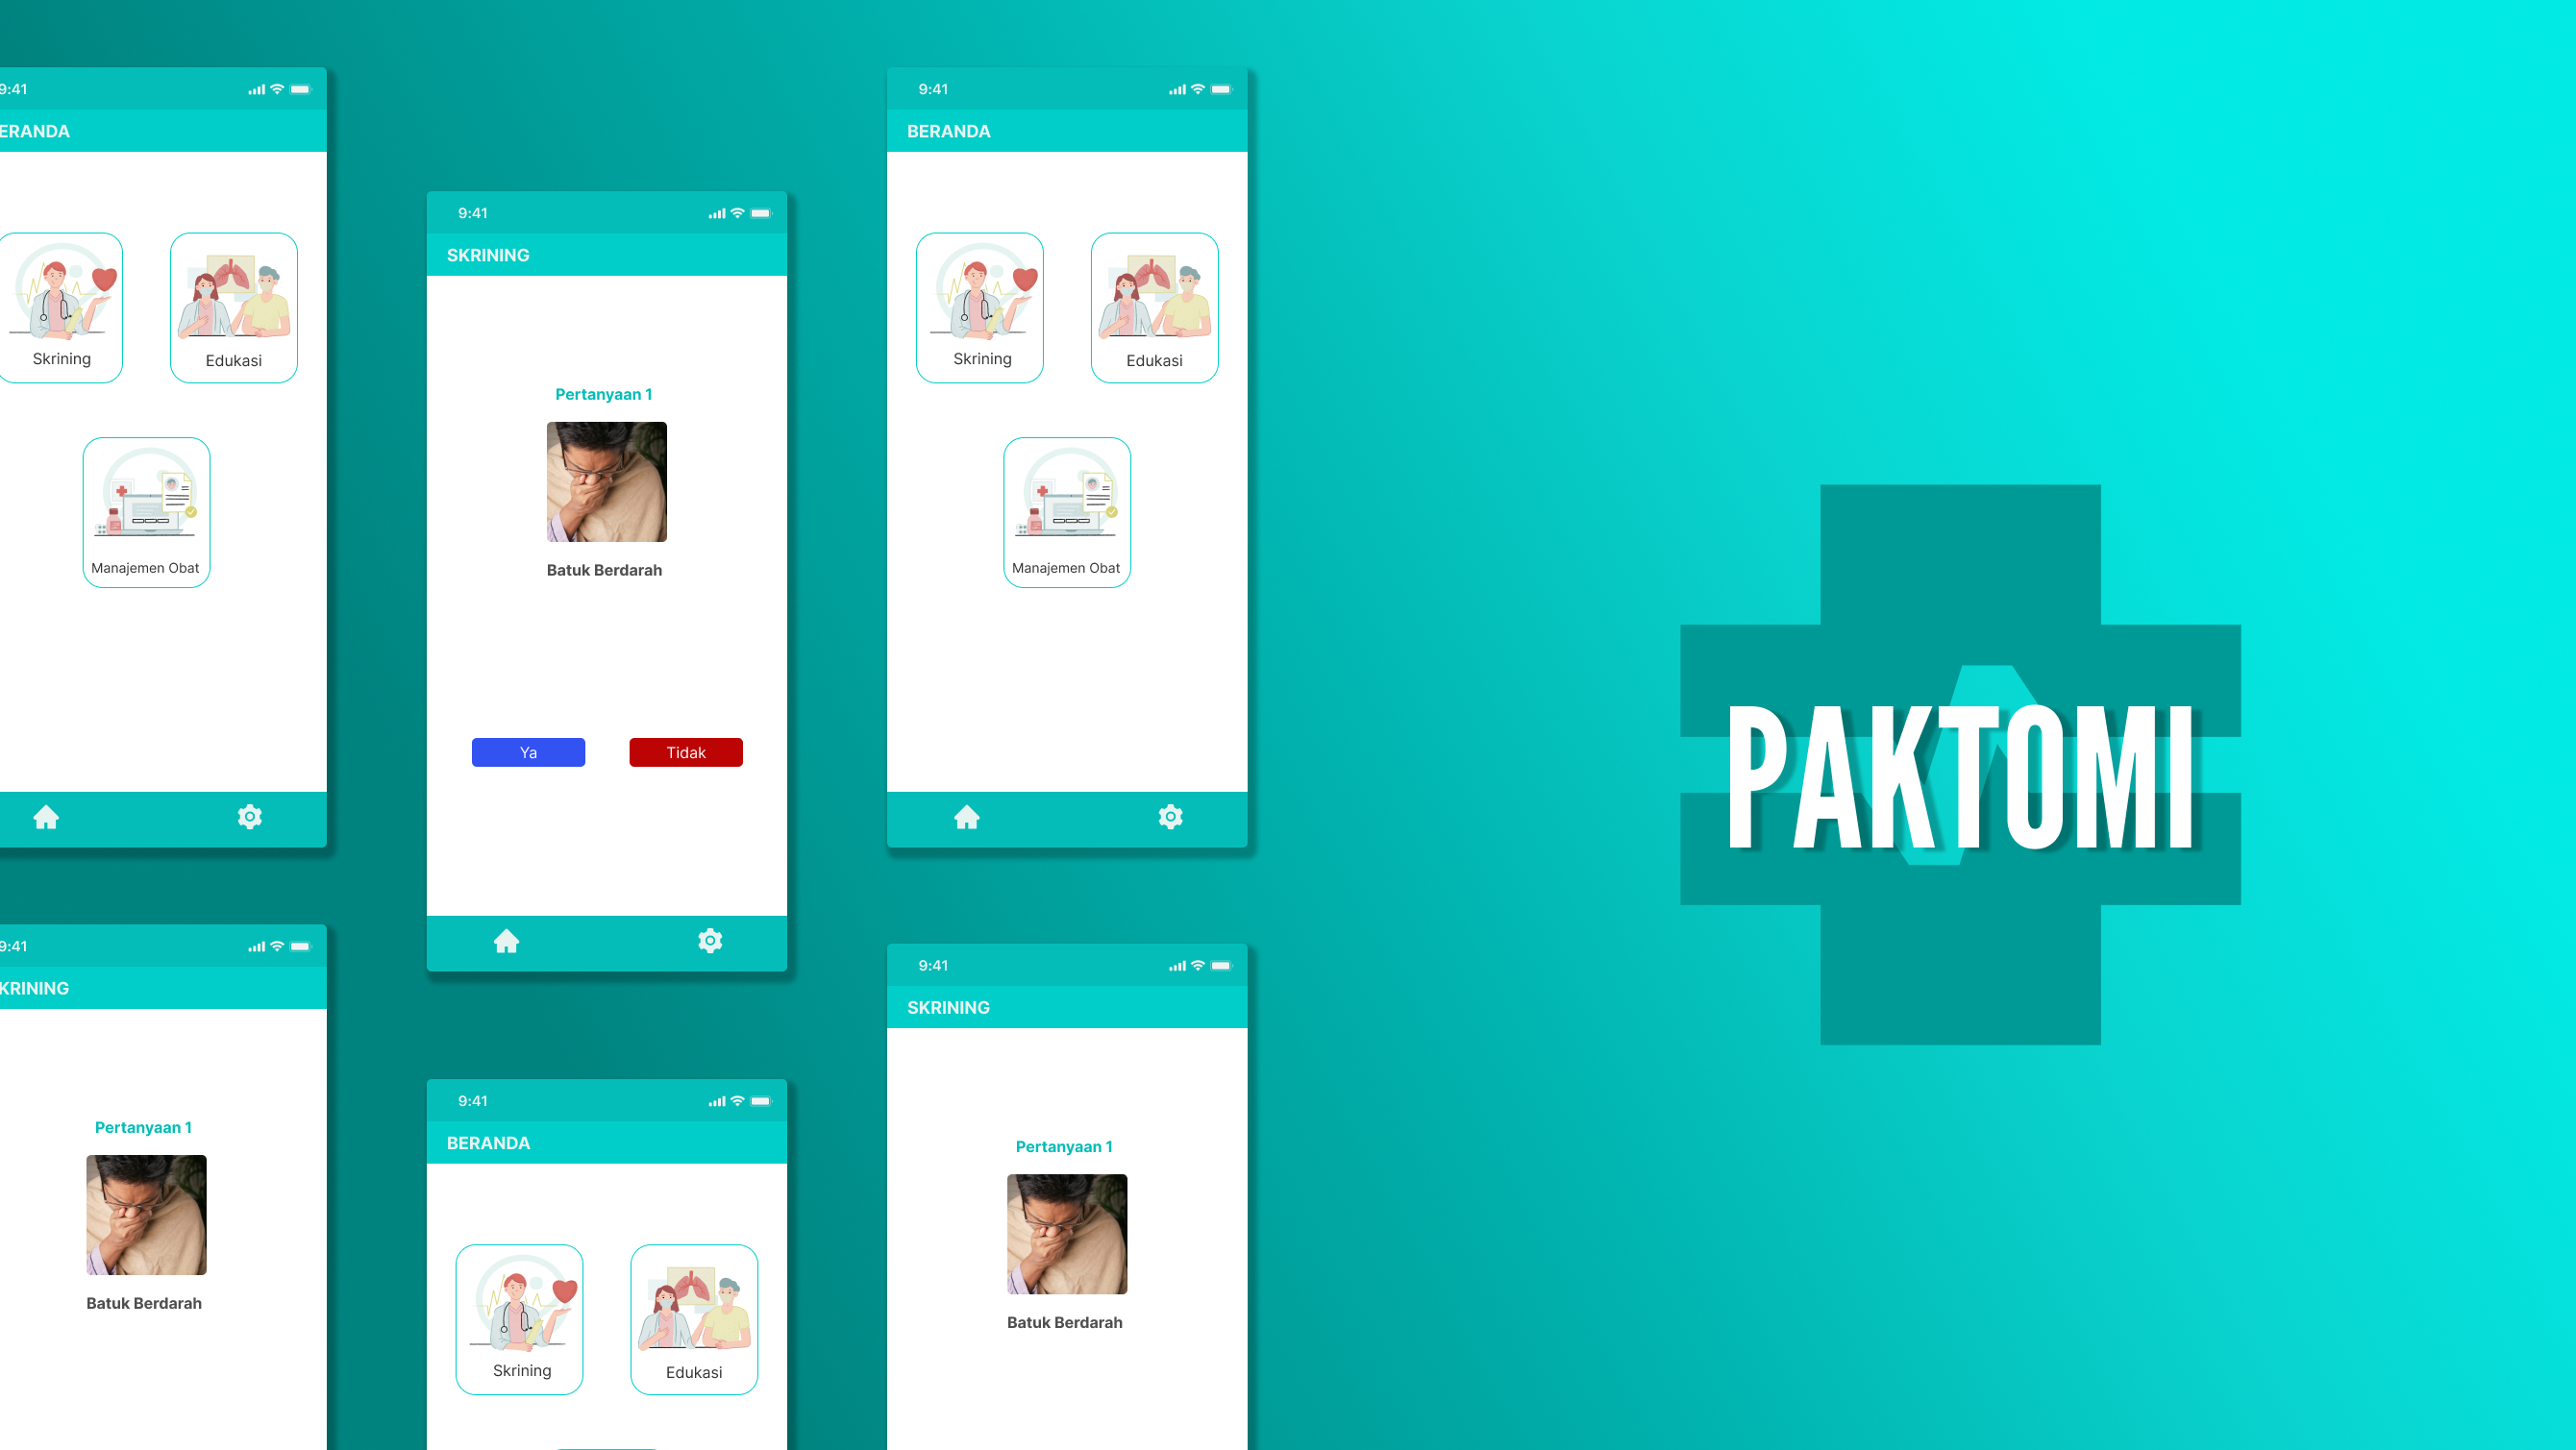 9:41
ERANDA
Skrining
Edukasi
Manajemen Obat
9:41
KRINING
Pertanyaan 1
Batuk Berdarah
9:41
SKRINING
Pertanyaan 1
Batuk Berdarah
Ya
Tidak
9:41
BERANDA
Skrining
Edukasi
9:41
BERANDA
Skrining
Edukasi
Manajemen Obat
9:41
SKRINING
Pertanyaan 1
Batuk Berdarah
PAKTOMI